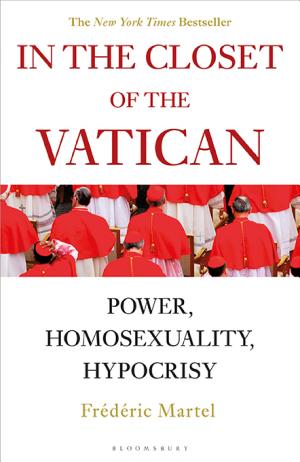 The New York Times Bestseller
IN THE CLOSET
OF THE
VATICAN
POWER,
HOMOSEXUALITY,
HYPOCRISY
Frédéric Martel
BLOOMSBURY